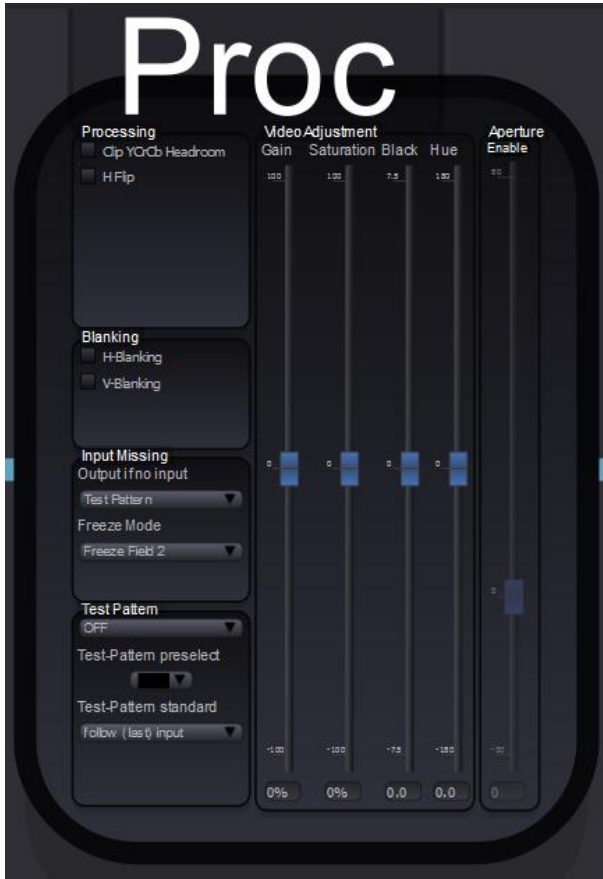 Proc
Processing
Clip YCrCb Headroom
H Flip
Blanking
H-Blanking
V-Blanking
Input Missing
Output if no input
Test Pattern
Freeze Mode
Freeze Field 2
Test Pattern
OFF
Test-Pattern preselect
Test-Pattern standard
follow (last) input
Video Adjustment
Gain Saturation Black Hue
100 100 7.5 180
0 0 0 0
-100 -100 -7.5 -180
0% 0% 0.0 0.0
Aperture
Enable
0
0